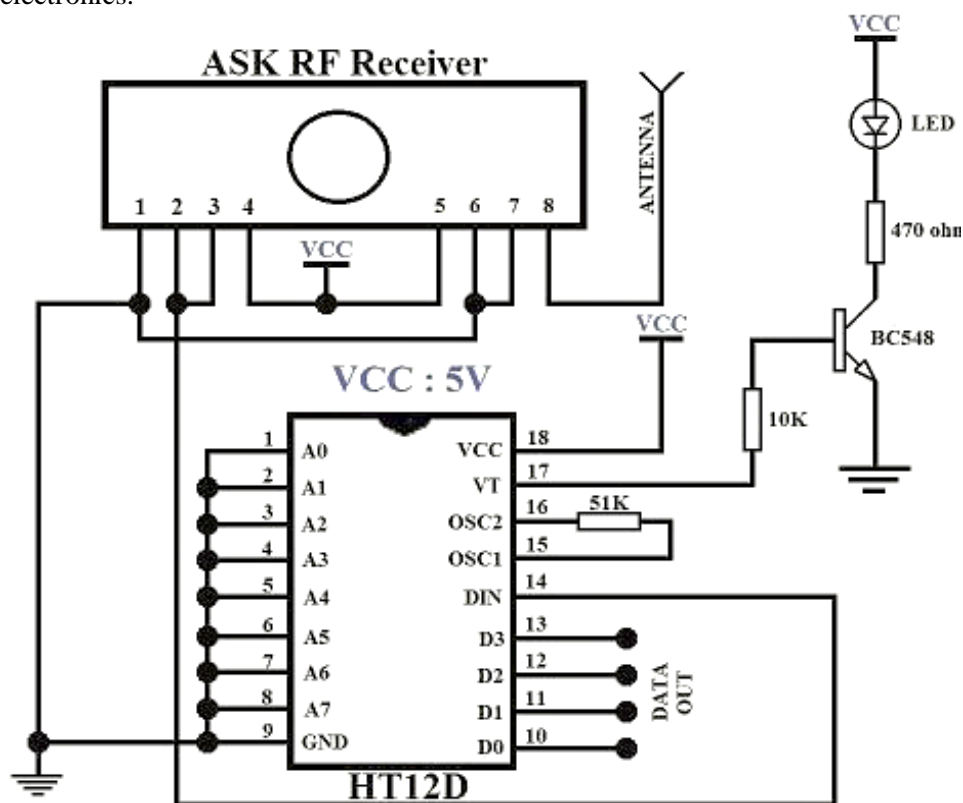 electronics.
VCC
ASK RF Receiver
LED
ANTENNA
1 2 3 4 5 6 7 8
VCC
470 ohm
VCC
BC548
VCC : 5V
10K
1 A0 VCC 18
2 A1 VT 17
3 A2 OSC2 16 51K
4 A3 OSC1 15
5 A4 DIN 14
6 A5 D3 13
7 A6 D2 12
8 A7 D1 11
9 GND D0 10
DATA
OUT
HT12D